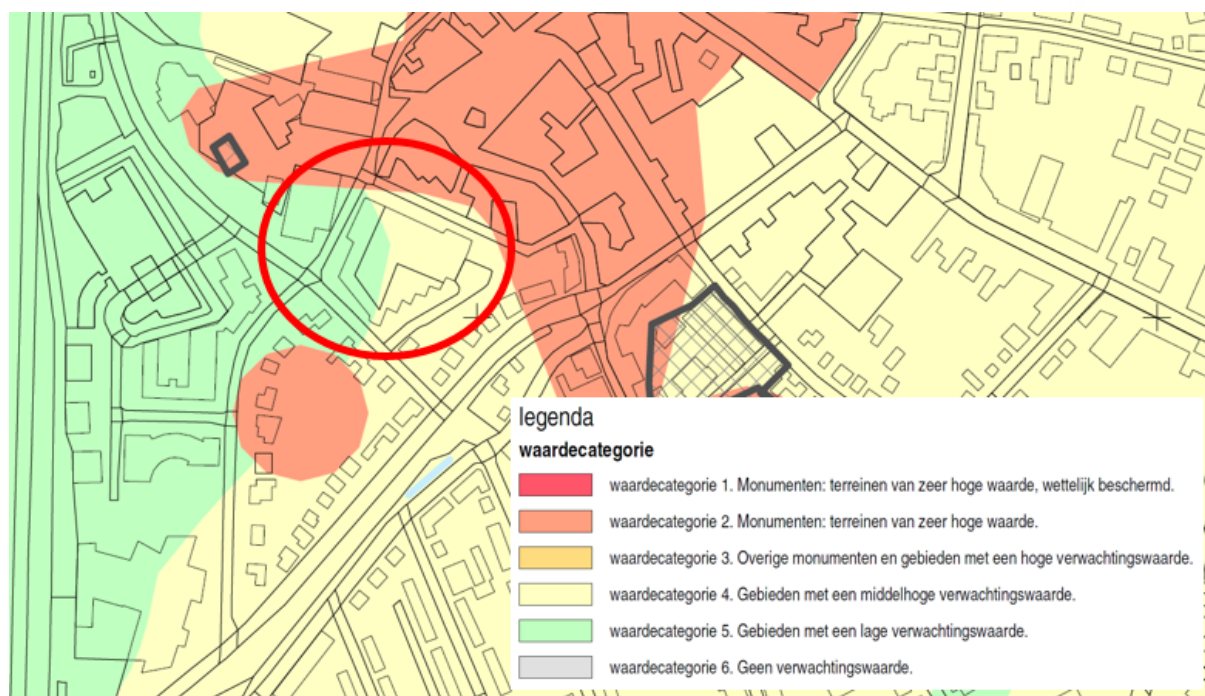 legenda
waardecategorie
waardecategorie 1. Monumenten: terreinen van zeer hoge waarde, wettelijk beschermd.
waardecategorie 2. Monumenten: terreinen van zeer hoge waarde.
waardecategorie 3. Overige monumenten en gebieden met een hoge verwachtingswaarde.
waardecategorie 4. Gebieden met een middelhoge verwachtingswaarde.
waardecategorie 5. Gebieden met een lage verwachtingswaarde.
waardecategorie 6. Geen verwachtingswaarde.